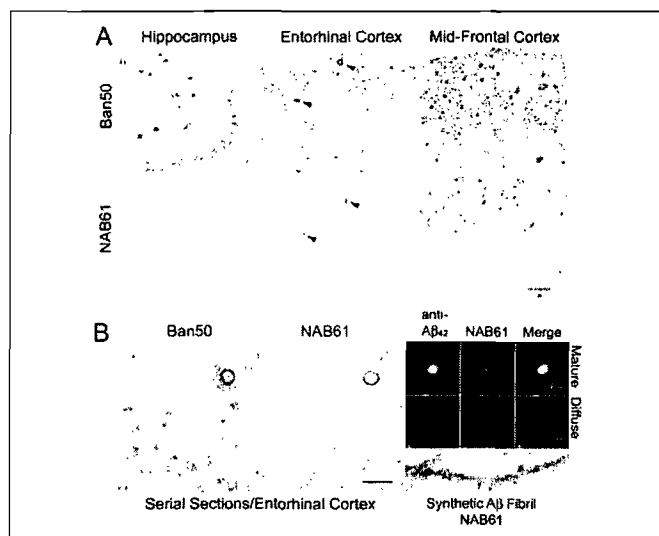 A
Hippocampus Entorhinal Cortex Mid-Frontal Cortex
Ban50
NAB61
B
Ban50 NAB61
anti-Aβ42 NAB61 Merge
Mature
Diffuse
Serial Sections/Entorhinal Cortex
Synthetic Aβ Fibril
NAB61